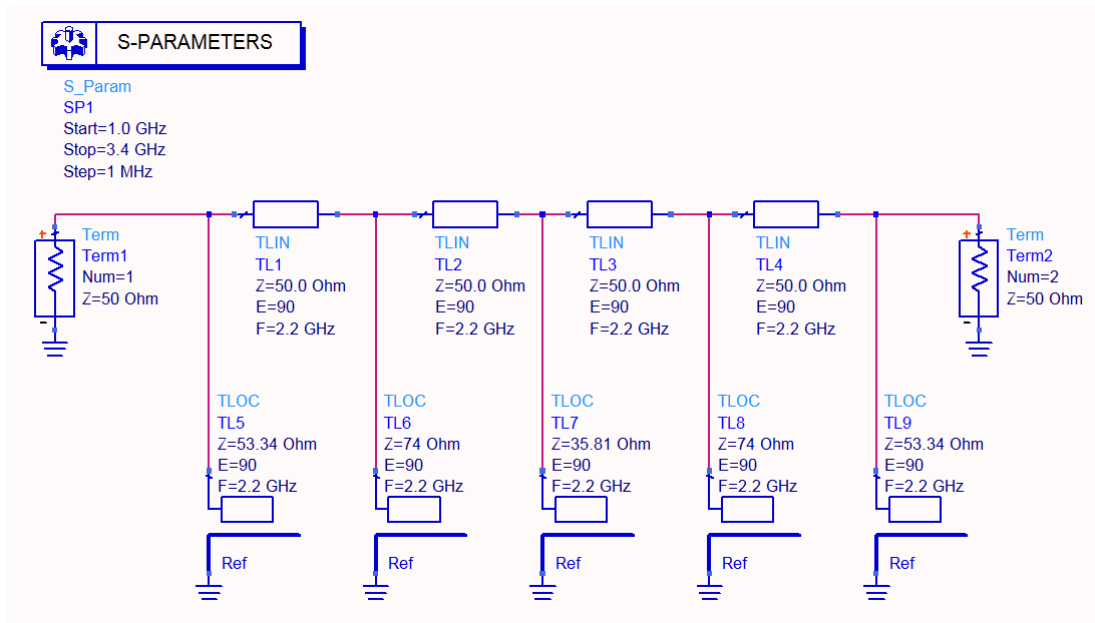 S-PARAMETERS
S_Param
SP1
Start=1.0 GHz
Stop=3.4 GHz
Step=1 MHz
+
Term
Term1
Num=1
Z=50 Ohm
-
TLIN
TL1
Z=50.0 Ohm
E=90
F=2.2 GHz
TLIN
TL2
Z=50.0 Ohm
E=90
F=2.2 GHz
TLIN
TL3
Z=50.0 Ohm
E=90
F=2.2 GHz
TLIN
TL4
Z=50.0 Ohm
E=90
F=2.2 GHz
+
Term
Term2
Num=2
Z=50 Ohm
-
TLOC
TL5
Z=53.34 Ohm
E=90
F=2.2 GHz
Ref
TLOC
TL6
Z=74 Ohm
E=90
F=2.2 GHz
Ref
TLOC
TL7
Z=35.81 Ohm
E=90
F=2.2 GHz
Ref
TLOC
TL8
Z=74 Ohm
E=90
F=2.2 GHz
Ref
TLOC
TL9
Z=53.34 Ohm
E=90
F=2.2 GHz
Ref